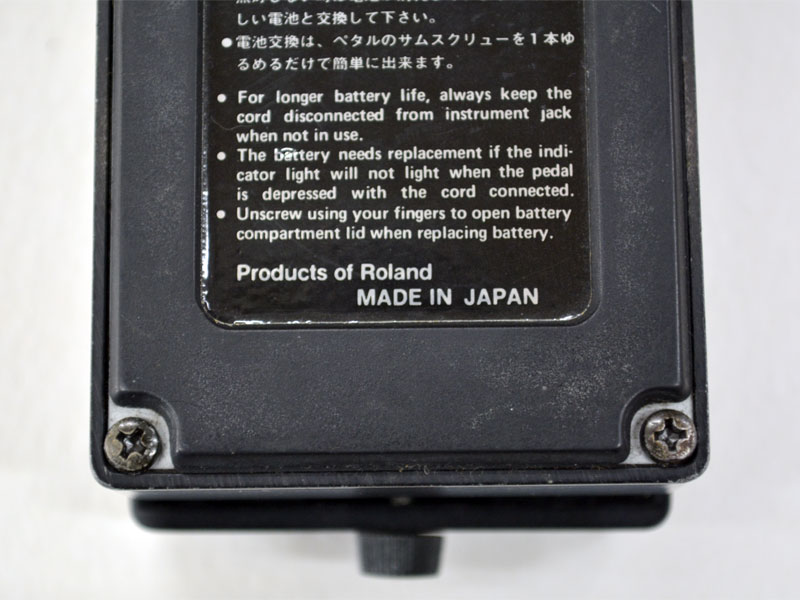 しい電池と交換して下さい。
●電池交換は、ペタルのサムスクリューを1本ゆ
るめるだけで簡単に出来ます。
● For longer battery life, always keep the
cord disconnected from instrument jack
when not in use.
● The battery needs replacement if the indi-
cator light will not light when the pedal
is depressed with the cord connected.
● Unscrew using your fingers to open battery
compartment lid when replacing battery.
Products of Roland
MADE IN JAPAN